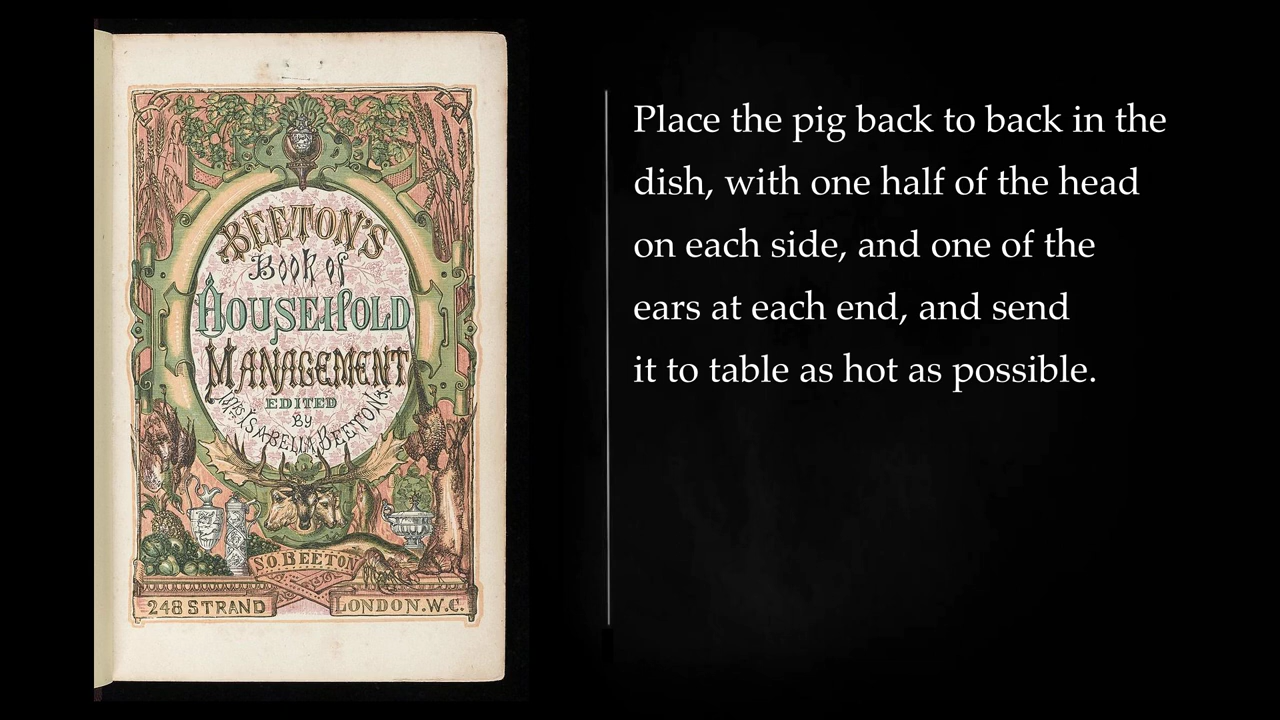 BEETON'S
Book of
HOUSEHOLD
MANAGEMENT
EDITED
By
MRS ISABELLA BEETON
S.O. BEETON
248 STRAND
LONDON. W.C.
Place the pig back to back in the
dish, with one half of the head
on each side, and one of the
ears at each end, and send
it to table as hot as possible.